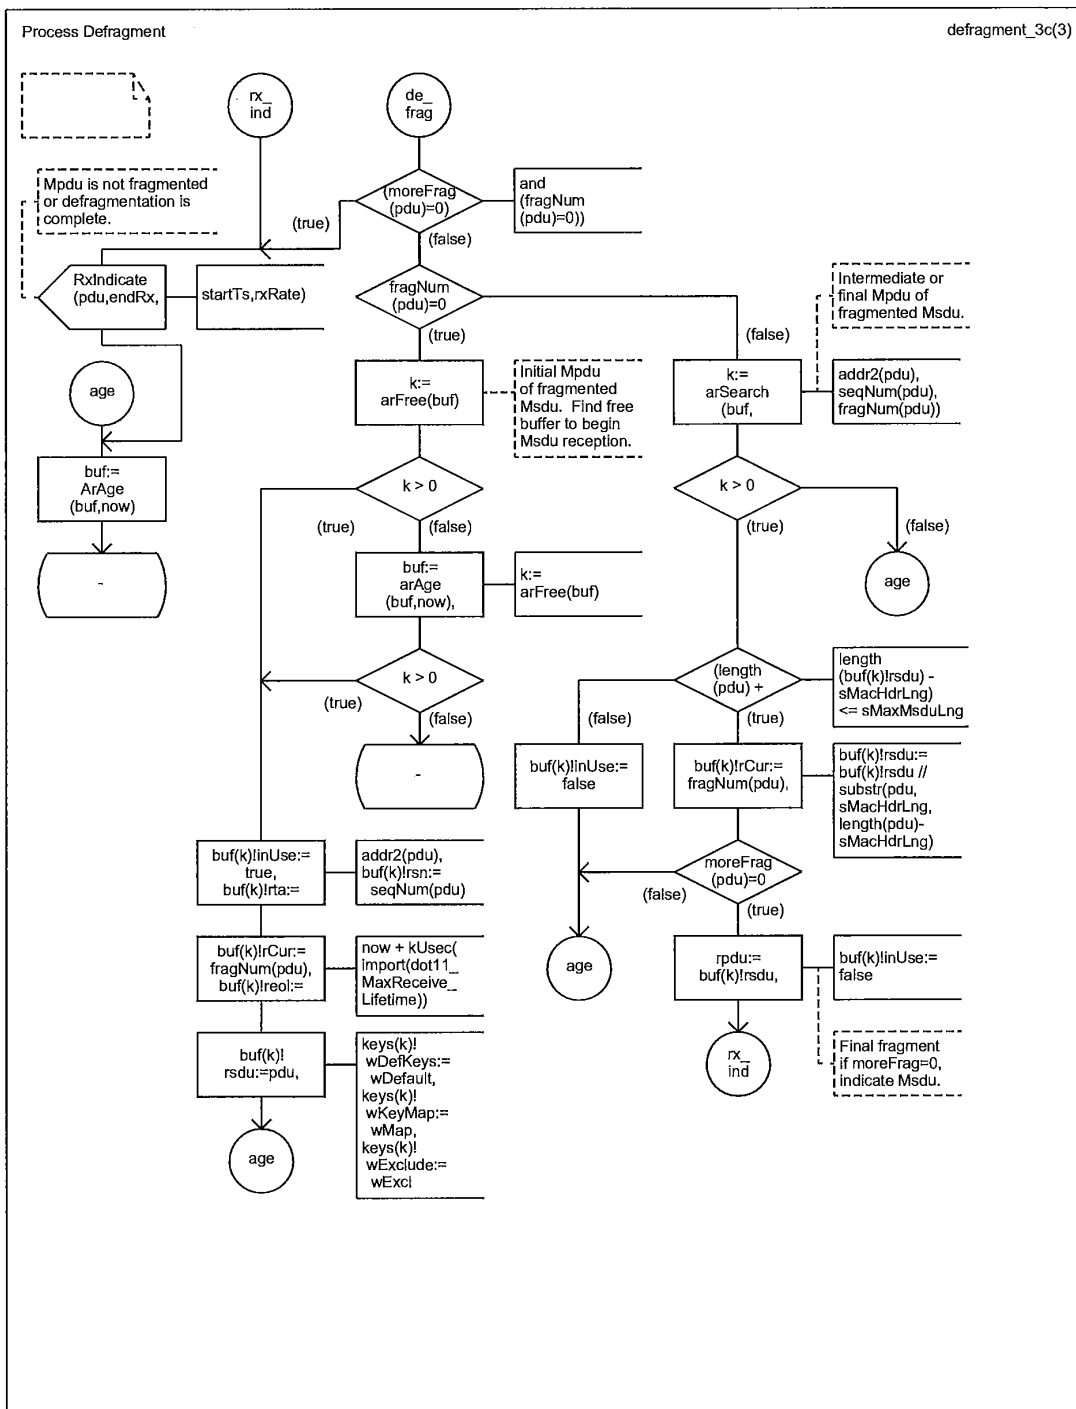 Process Defragment
defragment_3c(3)
rx_
ind
de_
frag
Mpdu is not fragmented
or defragmentation is
complete.
(moreFrag
(pdu)=0)
and
(fragNum
(pdu)=0))
(true)
(false)
RxIndicate
(pdu,endRx,
startTs,rxRate)
fragNum
(pdu)=0
(true)
(false)
Intermediate or
final Mpdu of
fragmented Msdu.
age
k:=
arFree(buf)
Initial Mpdu
of fragmented
Msdu. Find free
buffer to begin
Msdu reception.
k:=
arSearch
(buf,
addr2(pdu),
seqNum(pdu),
fragNum(pdu))
buf:=
ArAge
(buf,now)
-
k > 0
(true)
(false)
k > 0
(true)
(false)
age
buf:=
arAge
(buf,now),
k:=
arFree(buf)
k > 0
(true)
(false)
-
(length
(pdu) +
length
(buf(k)!rsdu) -
sMacHdrLng)
<= sMaxMsduLng
(false)
(true)
buf(k)!inUse:=
false
buf(k)!rCur:=
fragNum(pdu),
buf(k)!rsdu:=
buf(k)!rsdu //
substr(pdu,
sMacHdrLng,
length(pdu)-
sMacHdrLng)
buf(k)!inUse:=
true,
buf(k)!rta:=
addr2(pdu),
buf(k)!rsn:=
seqNum(pdu)
moreFrag
(pdu)=0
(false)
(true)
buf(k)!rCur:=
fragNum(pdu),
buf(k)!reol:=
now + kUsec(
import(dot11_
MaxReceive_
Lifetime))
age
rpdu:=
buf(k)!rsdu,
buf(k)!inUse:=
false
buf(k)!
rsdu:=pdu,
keys(k)!
wDefKeys:=
wDefault,
keys(k)!
wKeyMap:=
wMap,
keys(k)!
wExclude:=
wExcl
rx_
ind
Final fragment
if moreFrag=0,
indicate Msdu.
age